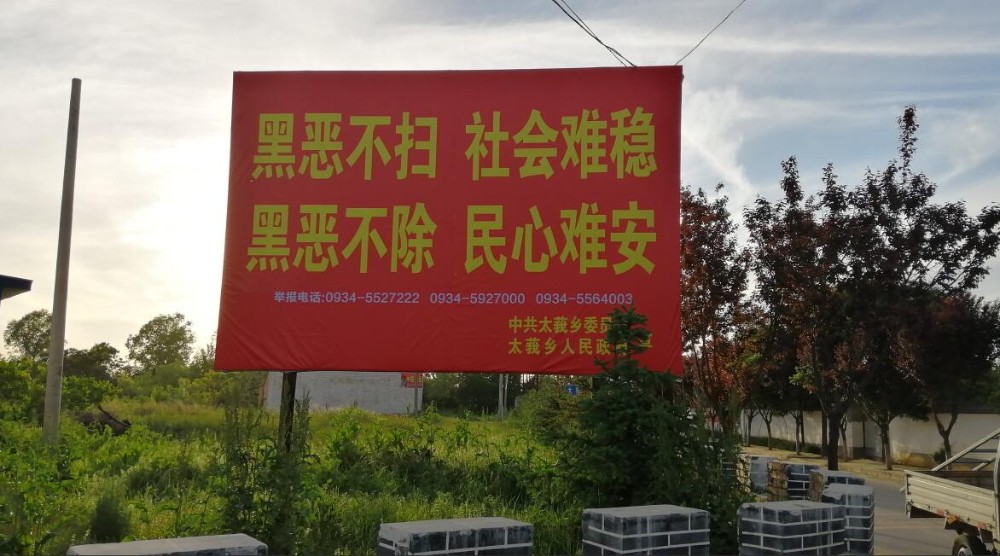 黑恶不扫 社会难稳
黑恶不除 民心难安
举报电话:0934-5527222 0934-5927000 0934-5564003
中共太莪乡委员
太莪乡人民政